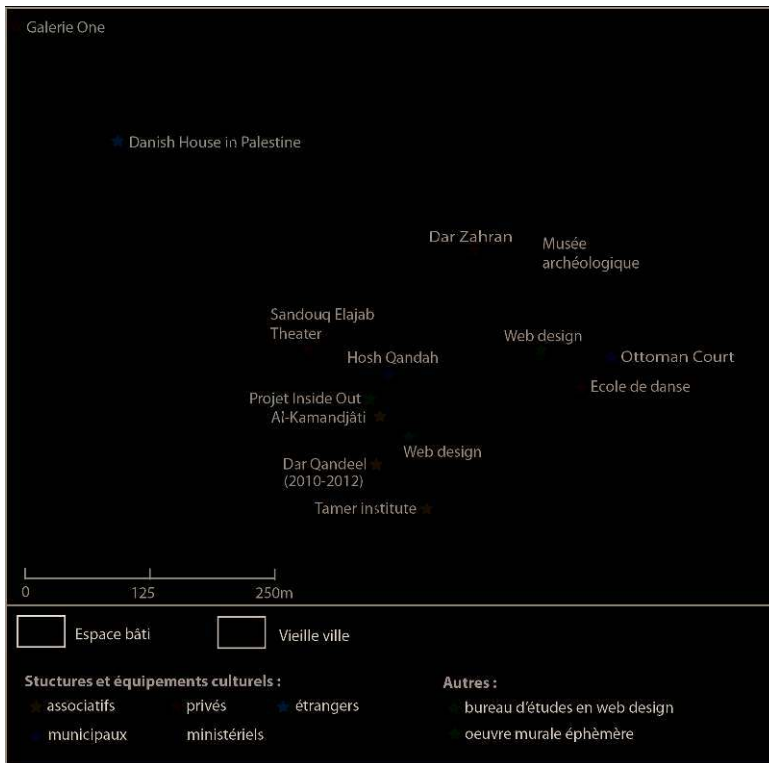 Galerie One
Danish House in Palestine
Dar Zahran
Musée
archéologique
Sandouq Elajab
Theater
Web design
Hosh Qandah
Ottoman Court
Ecole de danse
Projet Inside Out
Al-Kamandjâti
Web design
Dar Qandeel
(2010-2012)
Tamer institute
0 125 250m
Espace bâti Vieille ville
Stuctures et équipements culturels : Autres :
associatifs privés étrangers bureau d'études en web design
municipaux ministériels oeuvre murale éphèmère